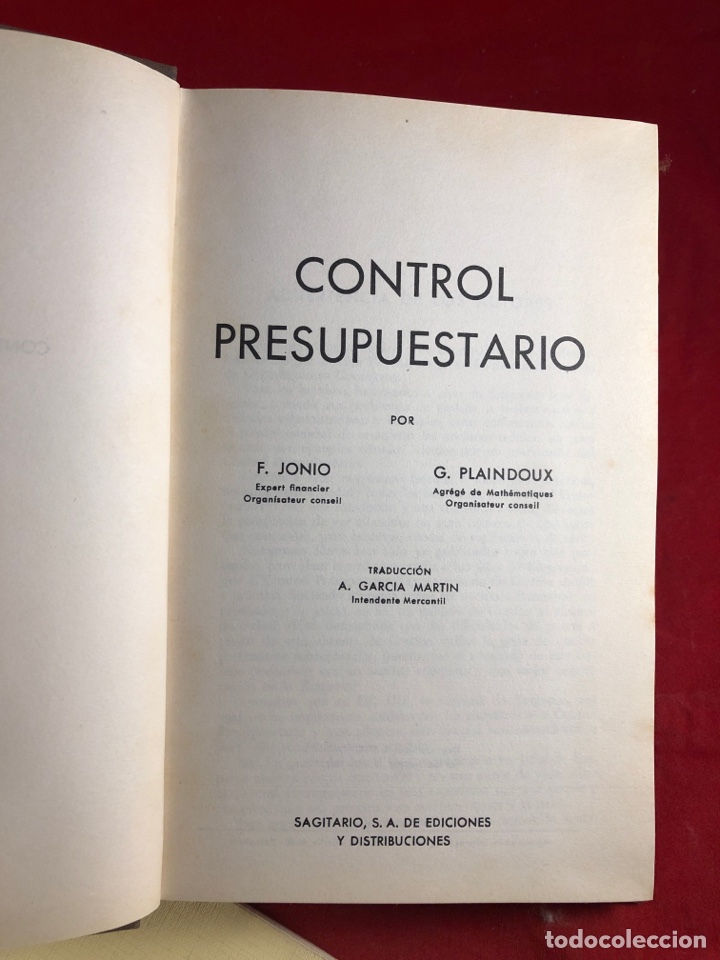 CONTROL
PRESUPUESTARIO
POR
F. JONIO
Expert financier
Organisateur conseil
G. PLAINDOUX
Agrégé de Mathématiques
Organisateur conseil
TRADUCCIÓN
A. GARCIA MARTIN
Intendente Mercantil
SAGITARIO, S. A. DE EDICIONES
Y DISTRIBUCIONES
todocoleccion